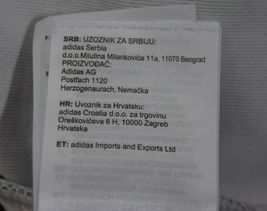 SRB: UZOZNIK ZA SRBIJU:
adidas Serbia
d.o.o.Milutina Milankovića 11a, 11070 Beograd
PROIZVOĐAČ:
Adidas AG
Postfach 1120
Herzogenaurach, Nemačka
HR: Uvoznik za Hrvatsku:
adidas Croatia d.o.o. za trgovinu
Oreškovićeva 6 H, 10000 Zagreb
Hrvatska
ET: adidas Imports and Exports Ltd